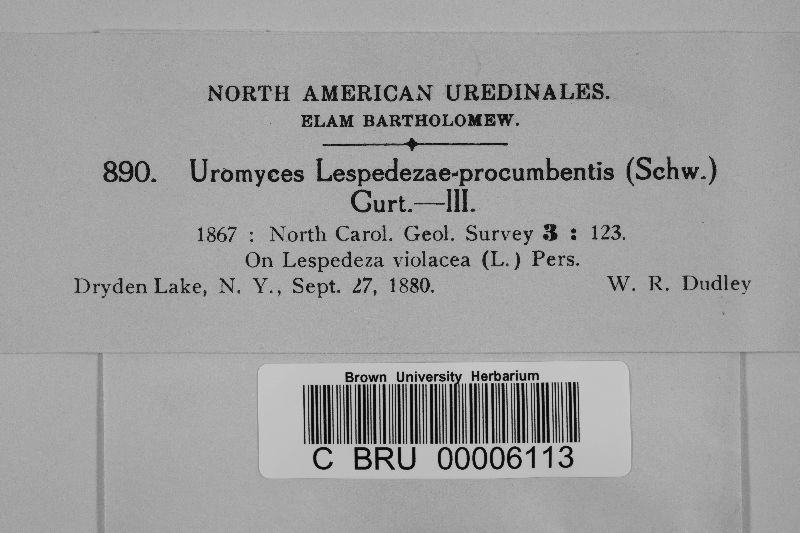 NORTH AMERICAN UREDINALES.
ELAM BARTHOLOMEW.
890. Uromyces Lespedezae-procumbentis (Schw.)
Curt.—III.
1867 : North Carol. Geol. Survey 3 : 123.
On Lespedeza violacea (L.) Pers.
Dryden Lake, N. Y., Sept. 27, 1880. W. R. Dudley
Brown University Herbarium
C BRU 00006113